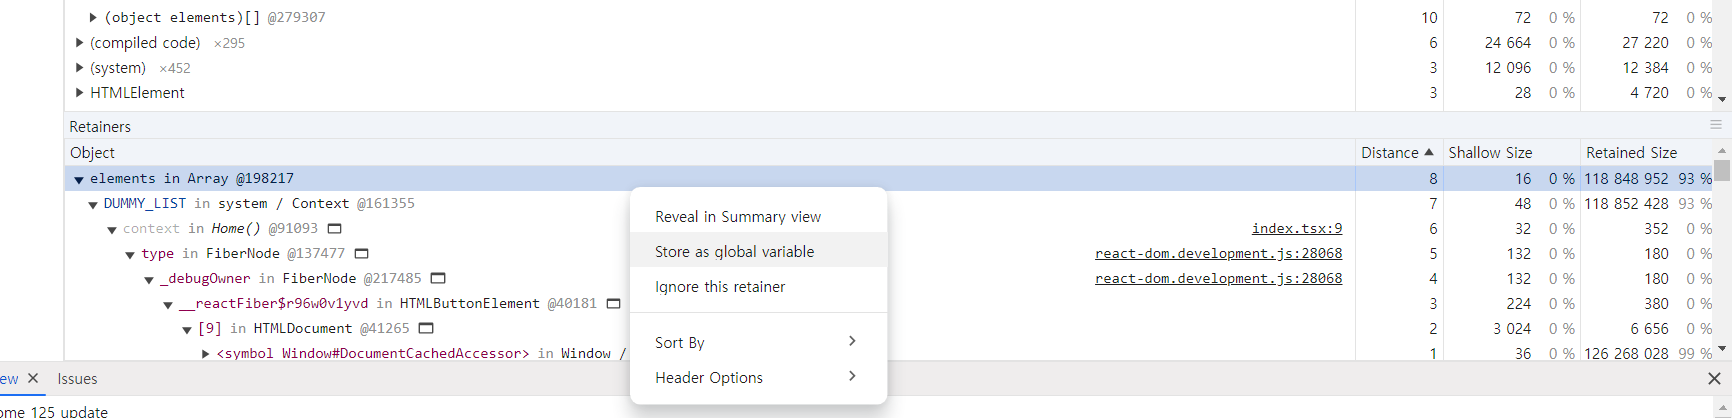 (object elements)[] @279307 10 72 0 % 72 0 %
(compiled code) ×295 6 24 664 0 % 27 220 0 %
(system) ×452 3 12 096 0 % 12 384 0 %
HTMLElement 3 28 0 % 4 720 0 %
Retainers
Object Distance Shallow Size Retained Size
elements in Array @198217 8 16 0 % 118 848 952 93 %
DUMMY_LIST in system / Context @161355 7 48 0 % 118 852 428 93 %
context in Home() @91093 index.tsx:9 6 32 0 % 352 0 %
type in FiberNode @137477 react-dom.development.js:28068 5 132 0 % 180 0 %
_debugOwner in FiberNode @217485 react-dom.development.js:28068 4 132 0 % 180 0 %
__reactFiber$r96w0v1yvd in HTMLButtonElement @40181 3 224 0 % 380 0 %
[9] in HTMLDocument @41265 2 3 024 0 % 6 656 0 %
<symbol Window#DocumentCachedAccessor> in Window / 1 36 0 % 126 268 028 99 %
Reveal in Summary view
Store as global variable
Ignore this retainer
Sort By
Header Options
ew Issues
ome 125 update